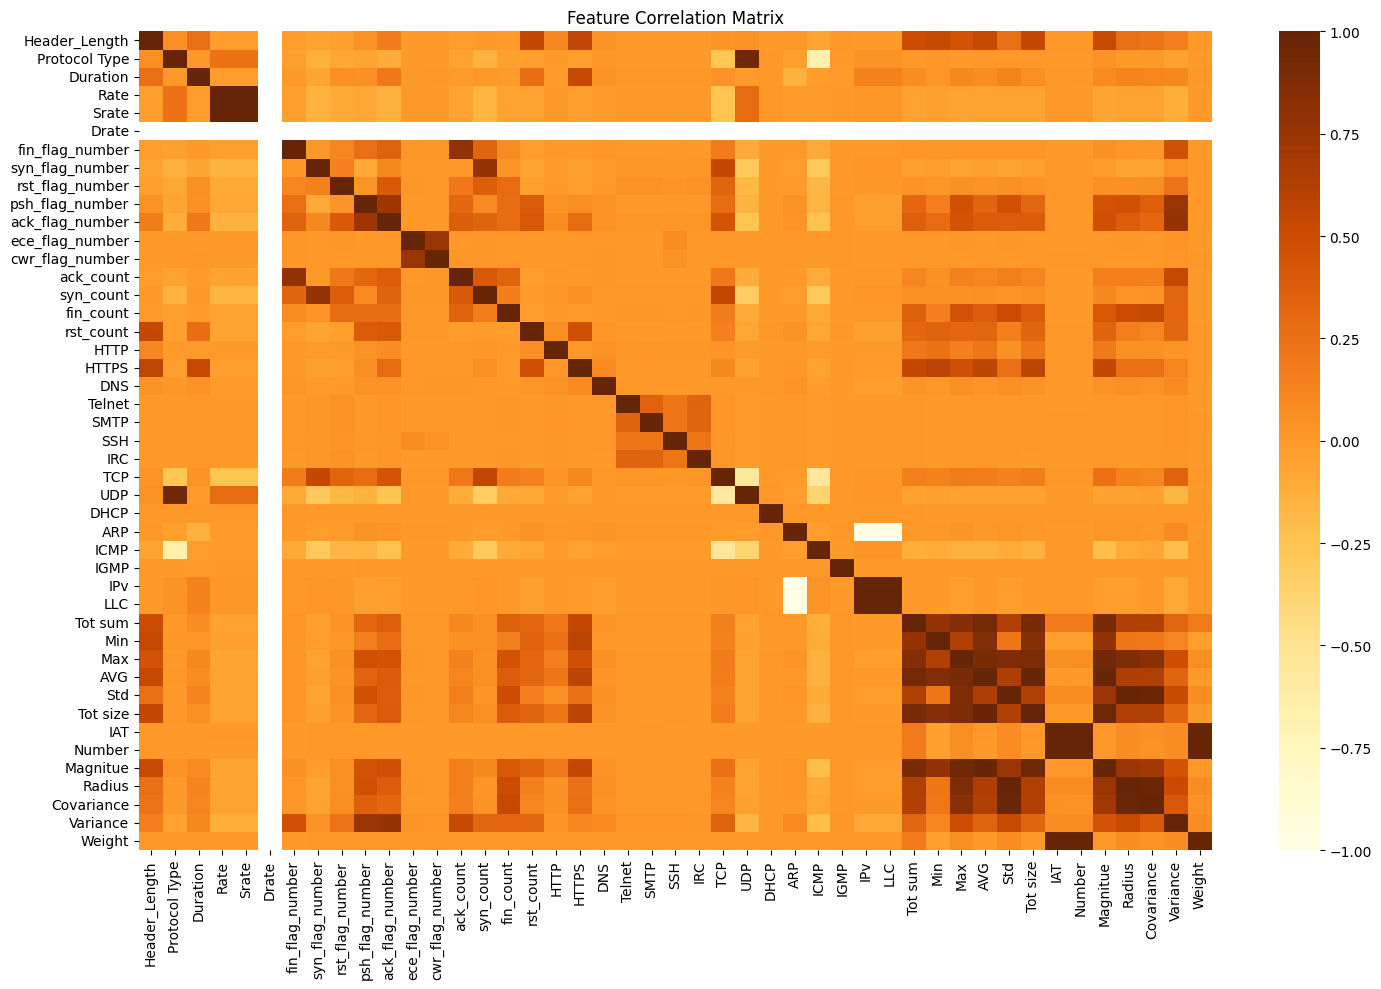 Feature Correlation Matrix
Header_Length
Protocol Type
Duration
Rate
Srate
Drate
fin_flag_number
syn_flag_number
rst_flag_number
psh_flag_number
ack_flag_number
ece_flag_number
cwr_flag_number
ack_count
syn_count
fin_count
rst_count
HTTP
HTTPS
DNS
Telnet
SMTP
SSH
IRC
TCP
UDP
DHCP
ARP
ICMP
IGMP
IPv
LLC
Tot sum
Min
Max
AVG
Std
Tot size
IAT
Number
Magnitue
Radius
Covariance
Variance
Weight
Header_Length
Protocol Type
Duration
Rate
Srate
Drate
fin_flag_number
syn_flag_number
rst_flag_number
psh_flag_number
ack_flag_number
ece_flag_number
cwr_flag_number
ack_count
syn_count
fin_count
rst_count
HTTP
HTTPS
DNS
Telnet
SMTP
SSH
IRC
TCP
UDP
DHCP
ARP
ICMP
IGMP
IPv
LLC
Tot sum
Min
Max
AVG
Std
Tot size
IAT
Number
Magnitue
Radius
Covariance
Variance
Weight
1.00
0.75
0.50
0.25
0.00
−0.25
−0.50
−0.75
−1.00